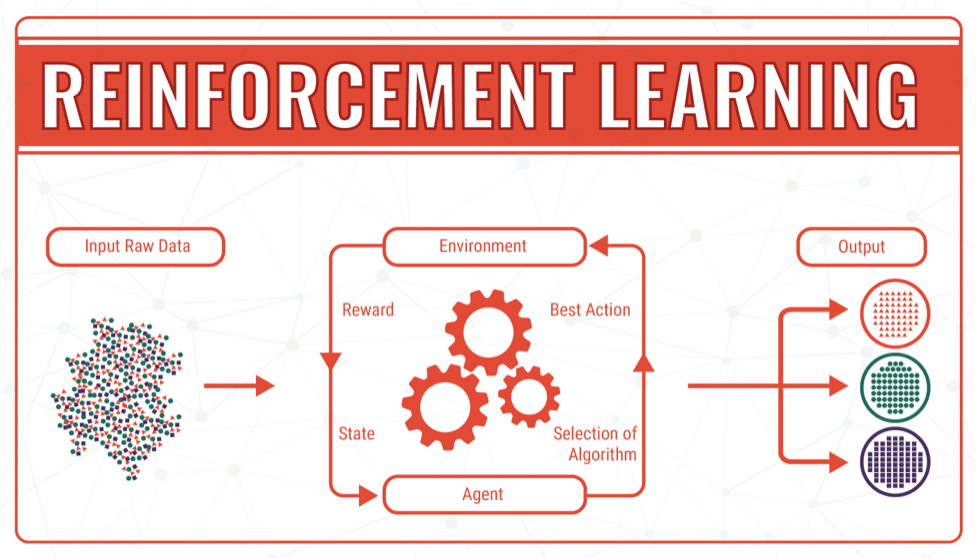 REINFORCEMENT LEARNING
Input Raw Data
Environment
Output
Reward
Best Action
State
Selection of
Algorithm
Agent